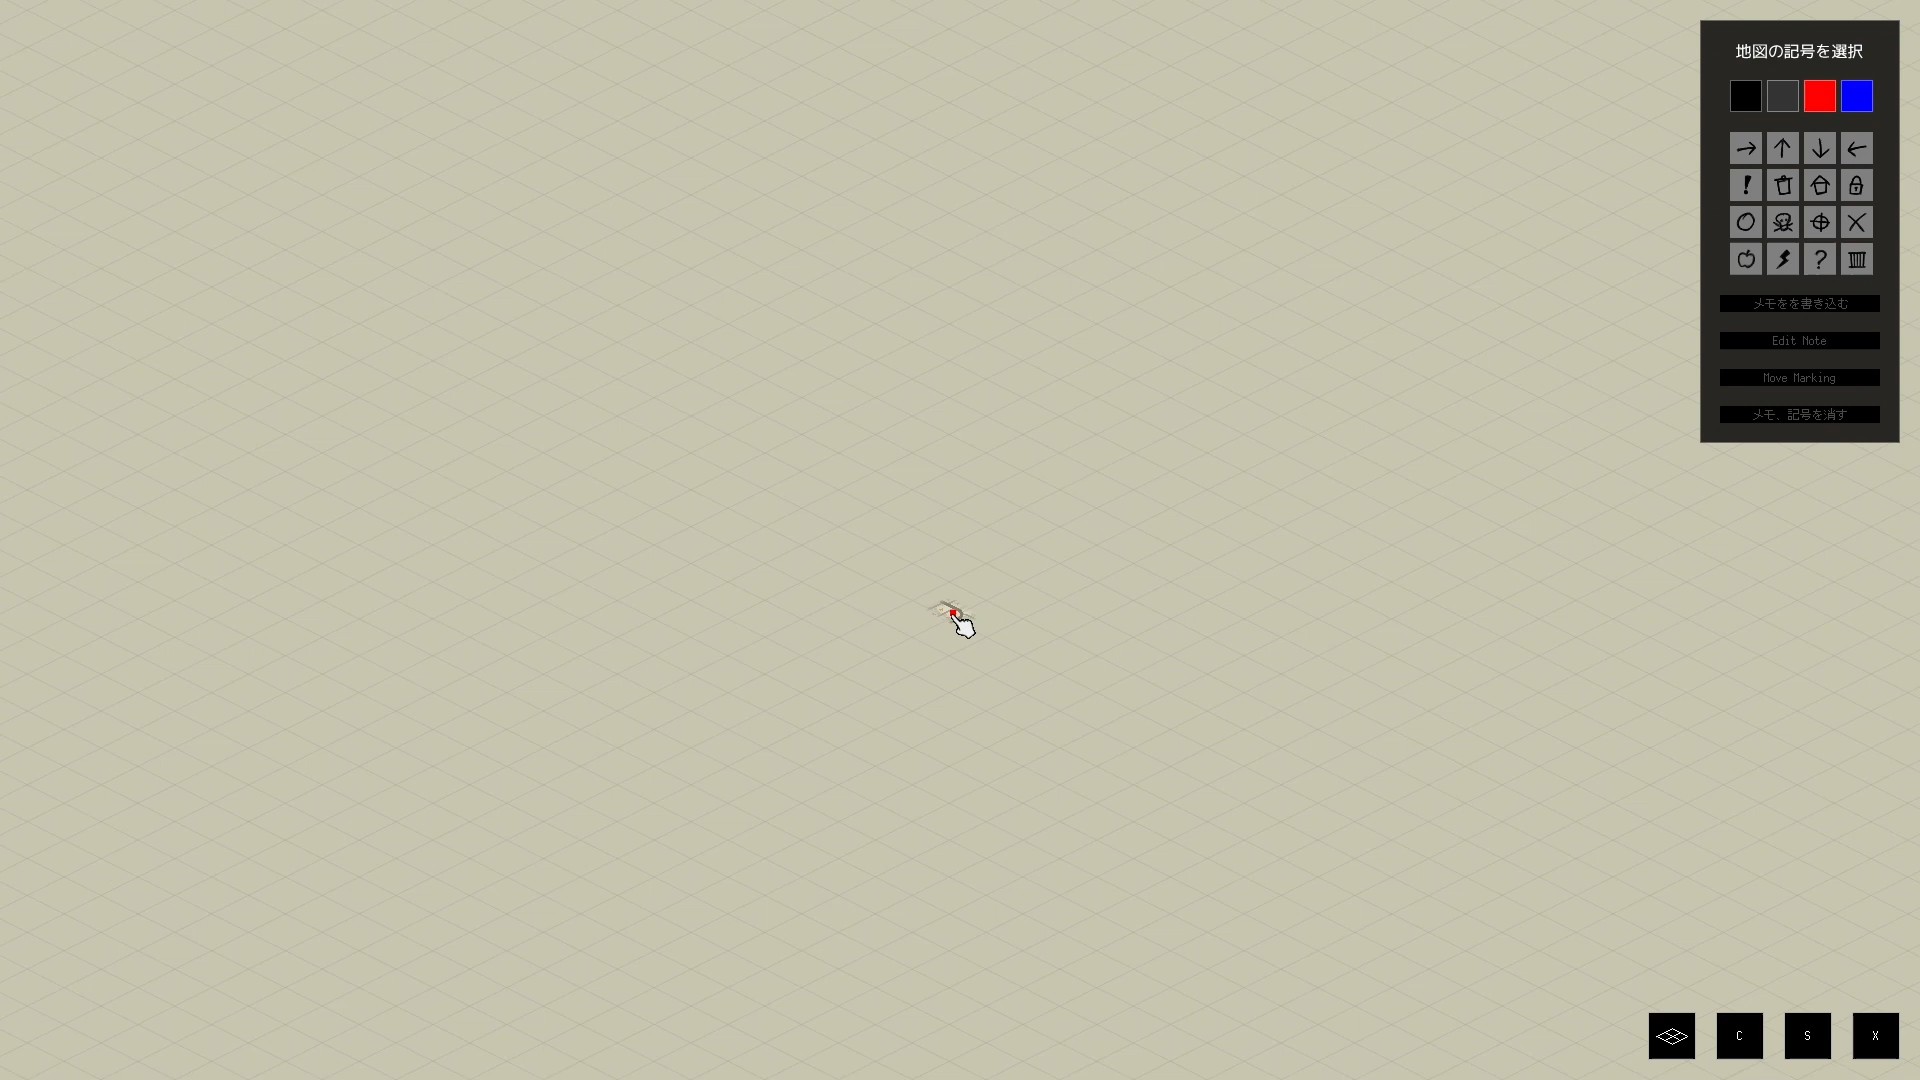 地図の記号を選択
メモをを書き込む
Edit Note
Move Marking
メモ、記号を消す
C
S
X